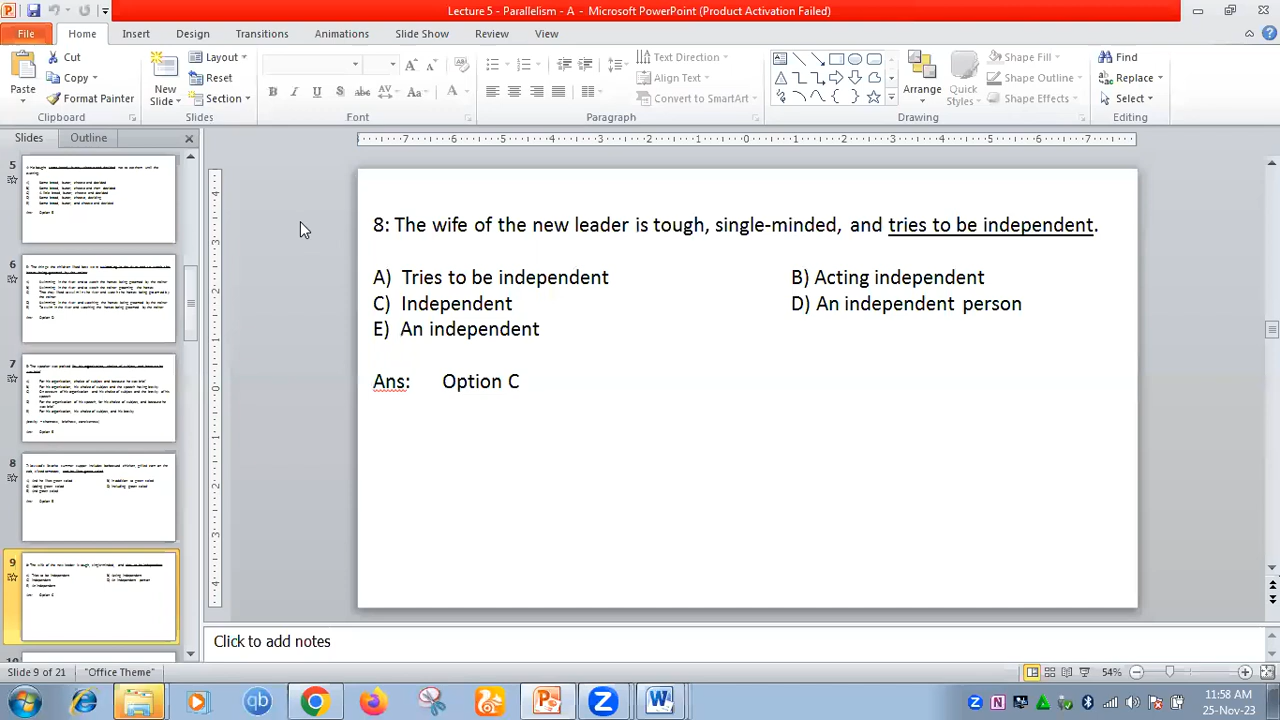 Lecture 5 - Parallelism - A - Microsoft PowerPoint (Product Activation Failed)
File Home Insert Design Transitions Animations Slide Show Review View
Paste
Cut
Copy
Format Painter
Clipboard
New Slide
Layout
Reset
Section
Slides
Font
Text Direction
Align Text
Convert to SmartArt
Paragraph
Arrange
Quick Styles
Shape Fill
Shape Outline
Shape Effects
Drawing
Find
Replace
Select
Editing
Slides Outline
5
6
7
8
9
8: The wife of the new leader is tough, single-minded, and tries to be independent.
A) Tries to be independent B) Acting independent
C) Independent D) An independent person
E) An independent
Ans: Option C
Click to add notes
Slide 9 of 21 "Office Theme" 54%
11:58 AM
25-Nov-23